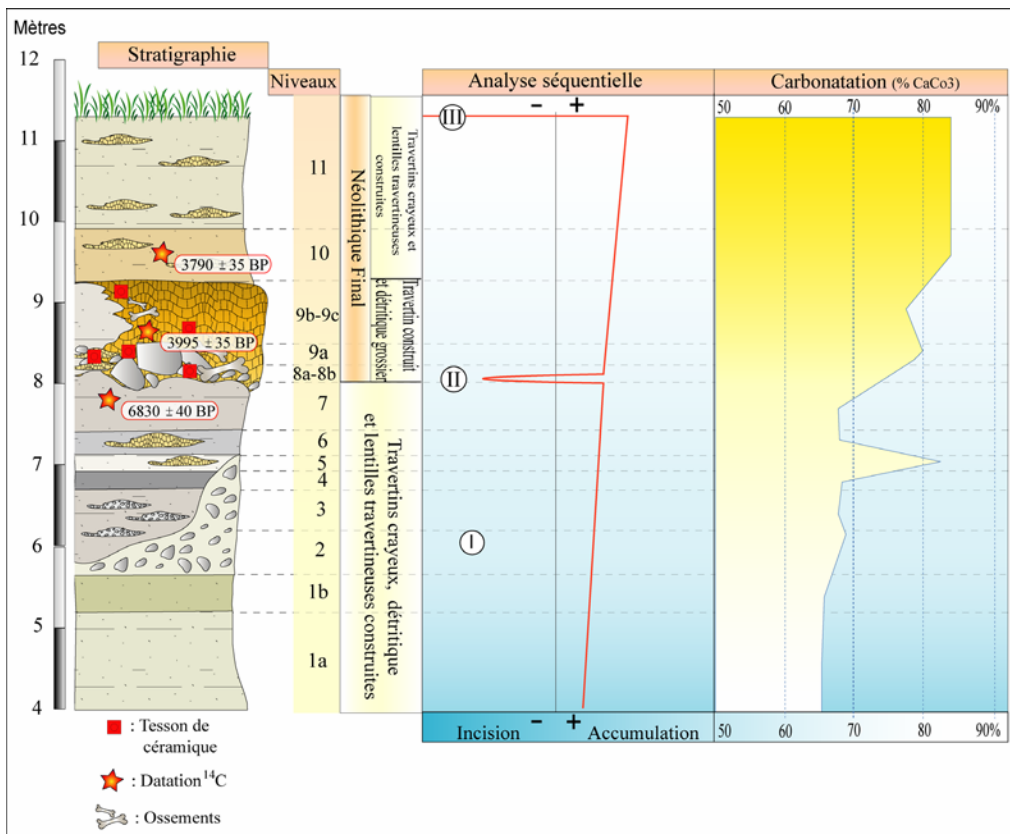 Mètres
12
11
10
9
8
7
6
5
4
Stratigraphie
3790 ± 35 BP
3995 ± 35 BP
6830 ± 40 BP
Niveaux
11
10
9b-9c
9a
8a-8b
7
6
5
4
3
2
1b
1a
Néolithique Final
Travertins crayeux et
lentilles travertineuses
construites
Travertin construit
et détritique grossier
Travertins crayeux, détritique
et lentilles travertineuses construites
Analyse séquentielle
- +
III
II
I
- +
Incision Accumulation
Carbonatation (% CaCo3)
50 60 70 80 90%
50 60 70 80 90%
: Tesson de
céramique
: Datation 14C
: Ossements